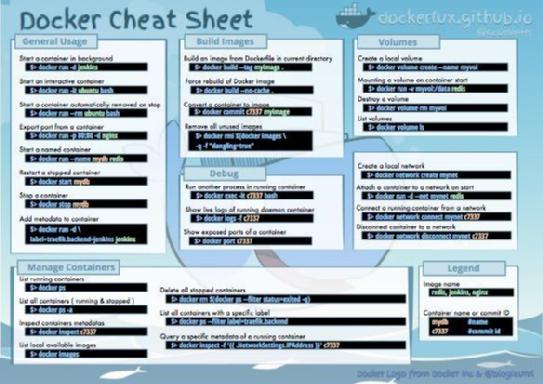 Docker Cheat Sheet
dockerlux.github.io
General Usage
Start a container in background
$> docker run -d jenkins
Start an interactive container
$> docker run -it ubuntu bash
Start a container automatically removed on stop
$> docker run --rm ubuntu bash
Export port from a container
$> docker run -p 80:80 -d nginx
Start a named container
$> docker run --name mydb redis
Restart a stopped container
$> docker start mydb
Stop a container
$> docker stop mydb
Add metadata to container
$> docker run -d \
label=traefik.backend=jenkins jenkins
Build Images
Build an image from Dockerfile in current directory
$> docker build --tag myimage .
Force rebuild of Docker image
$> docker build --no-cache .
Convert a container to image
$> docker commit c7337 myimage
Remove all unused images
$> docker rmi $(docker images \
-q -f "dangling=true")
Debug
Run another process in running container
$> docker exec -it c7337 bash
Show live logs of running daemon container
$> docker logs -f c7337
Show exposed ports of a container
$> docker port c7337
Volumes
Create a local volume
$> docker volume create --name myvol
Mounting a volume on container start
$> docker run -v myvol:/data redis
Destroy a volume
$> docker volume rm myvol
List volumes
$> docker volume ls
Create a local network
$> docker network create mynet
Attach a container to a network on start
$> docker run -d --net mynet redis
Connect a running container from a network
$> docker network connect mynet c7337
Disconnect container to a network
$> docker network disconnect mynet c7337
Manage Containers
List running containers
$> docker ps
List all containers ( running & stopped )
$> docker ps -a
Inspect containers metadatas
$> docker inspect c7337
List local available images
$> docker images
Delete all stopped containers
$> docker rm $(docker ps --filter status=exited -q)
List all containers with a specific label
$> docker ps --filter label=traefik.backend
Query a specific metadata of a running container
$> docker inspect -f '{{ .NetworkSettings.IPAddress }}' c7337
Legend
Image name
redis, jenkins, nginx
Container name or commit ID
mydb #name
c7337 #commit id
Docker Logo from Docker Inc & @bloglaurel